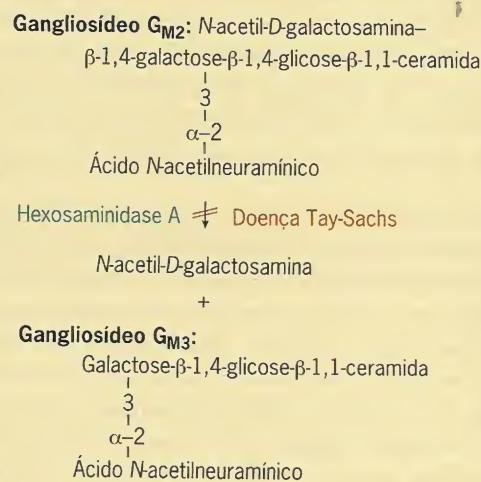 Gangliosídeo GM2: N-acetil-D-galactosamina–
β-1,4-galactose-β-1,4-glicose-β-1,1-ceramida
3
α–2
Ácido N-acetilneuramínico
Hexosaminidase A Doença Tay-Sachs
N-acetil-D-galactosamina
+
Gangliosídeo GM3:
Galactose-β-1,4-glicose-β-1,1-ceramida
3
α–2
Ácido N-acetilneuramínico